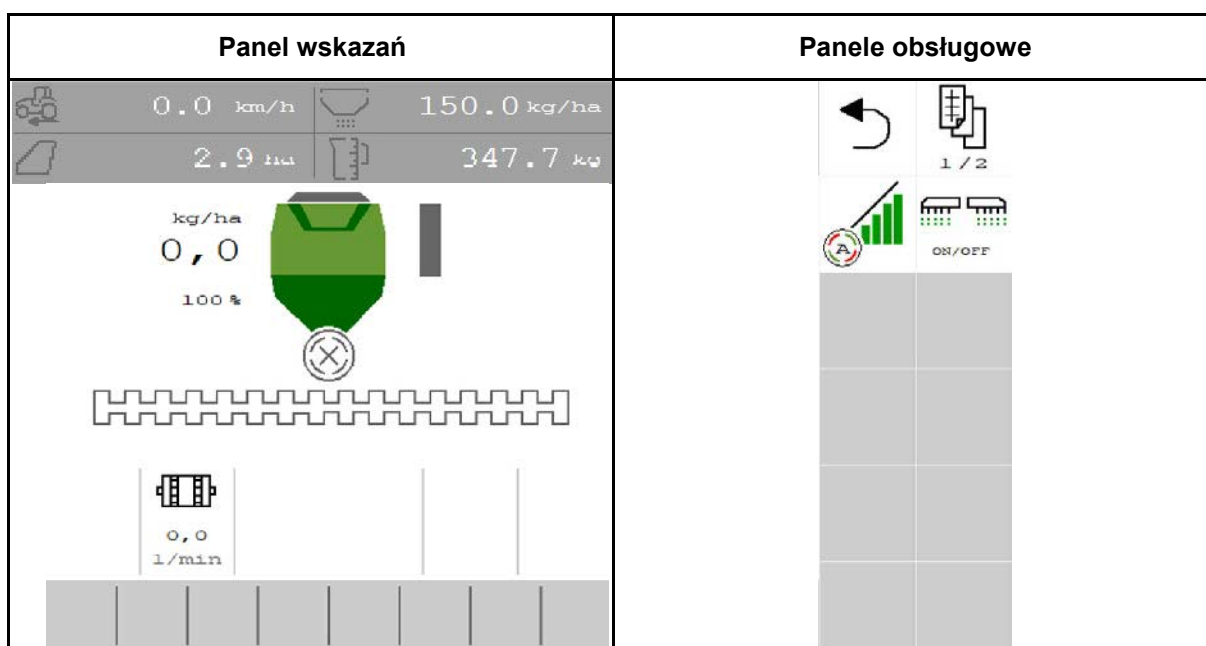 Panel wskazań
Panele obsługowe
0.0 km/h 150.0 kg/ha
2.9 ha 347.7 kg
kg/ha
0,0
100 %
0,0
1/min
1/2
A
ON/OFF